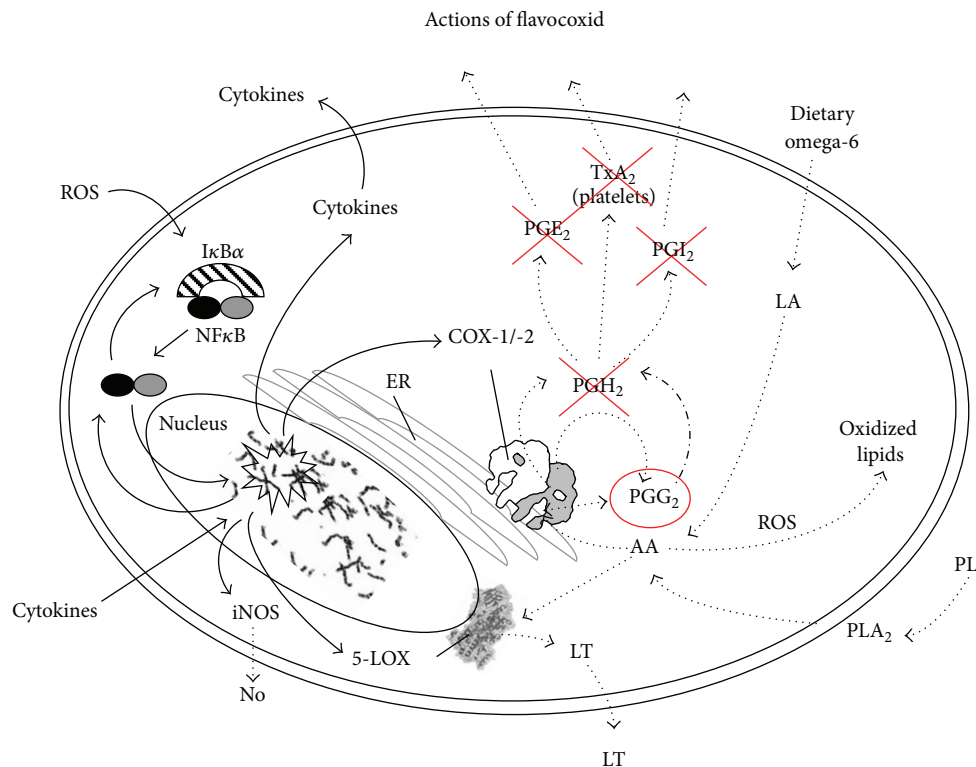 Actions of flavocoxid
Cytokines
Dietary
omega-6
ROS
Cytokines
TxA₂
(platelets)
PGE₂
PGI₂
IκBα
NFκB
LA
COX-1/-2
ER
PGH₂
Nucleus
Oxidized
lipids
PGG₂
ROS
AA
PL
Cytokines
iNOS
PLA₂
5-LOX
LT
No
LT